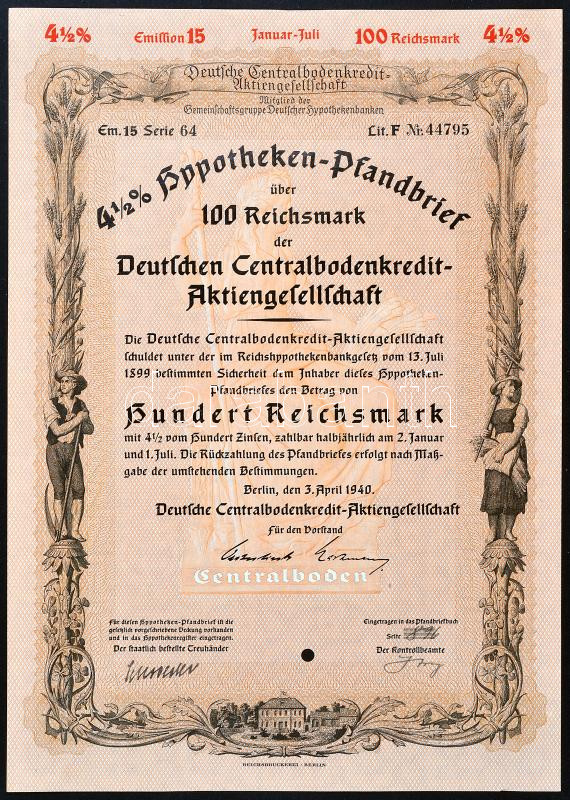 4½% Emission 15 Januar-Juli 100 Reichsmark 4½%
Deutsche Centralbodenkredit-
Aktiengesellschaft
Mitglied der
Gemeinschaftsgruppe Deutscher Hypothekenbanken
Em. 15 Serie 64 Lit. F Nr. 44795
4½% Hypotheken-Pfandbrief
über
100 Reichsmark
der
Deutschen Centralbodenkredit-
Aktiengesellschaft
Die Deutsche Centralbodenkredit-Aktiengesellschaft
schuldet unter der im Reichshypothekenbankgesetz vom 13. Juli
1899 bestimmten Sicherheit dem Inhaber dieses Hypotheken-
Pfandbriefes den Betrag von
Hundert Reichsmark
mit 4½ vom Hundert Zinsen, zahlbar halbjährlich am 2. Januar
und 1. Juli. Die Rückzahlung des Pfandbriefes erfolgt nach Maß-
gabe der umstehenden Bestimmungen.
Berlin, den 3. April 1940.
Deutsche Centralbodenkredit-Aktiengesellschaft
Für den Vorstand
Centralboden
Für diesen Hypotheken-Pfandbrief ist die
gesetzlich vorgeschriebene Deckung vorhanden
und in das Hypothekenregister eingetragen.
Der staatlich bestellte Treuhänder
Eingetragen in das Pfandbriefbuch
Seite
Der Kontrollbeamte
REICHSDRUCKEREI · BERLIN